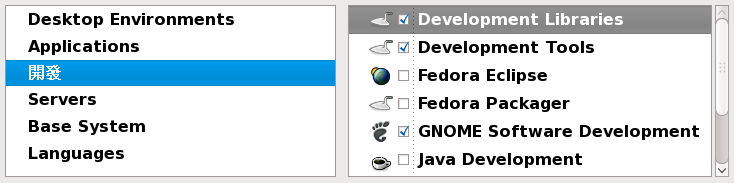 Desktop Environments
Applications
開發
Servers
Base System
Languages
Development Libraries
Development Tools
Fedora Eclipse
Fedora Packager
GNOME Software Development
Java Development